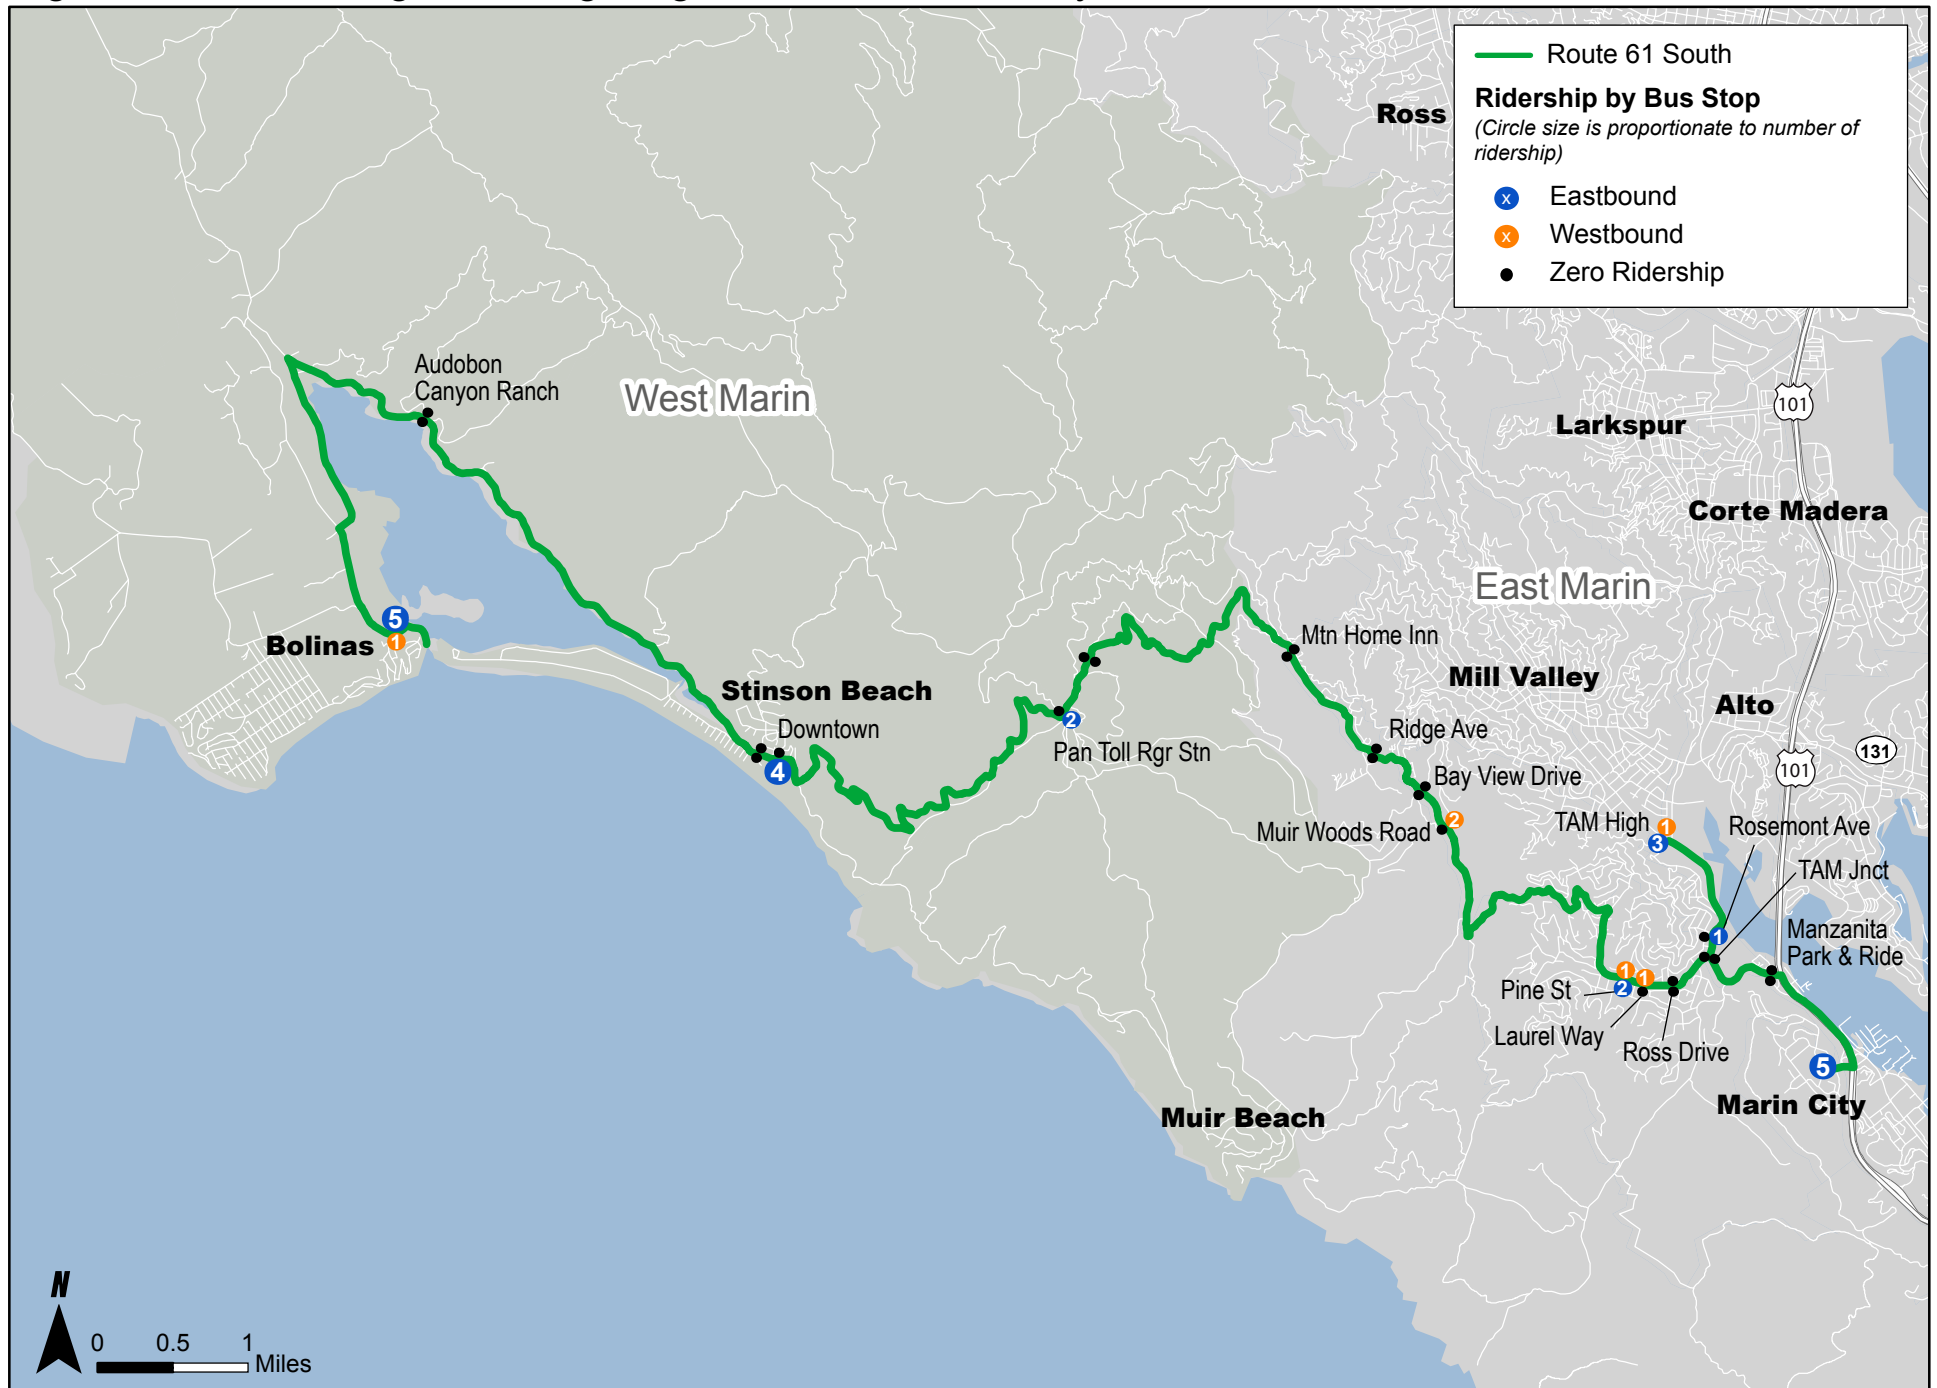 Route 61 South
Ridership by Bus Stop
(Circle size is proportionate to number of
ridership)
x Eastbound
x Westbound
Zero Ridership
Ross
101
Audobon
Canyon Ranch
West Marin
Larkspur
Corte Madera
East Marin
5
1
Bolinas
Mtn Home Inn
Mill Valley
Stinson Beach
Alto
Downtown
4
2
Pan Toll Rgr Stn
Ridge Ave
131
101
Bay View Drive
2
Muir Woods Road
TAM High
1
3
Rosemont Ave
TAM Jnct
1
Manzanita
Park & Ride
1
1
2
Pine St
Laurel Way
Ross Drive
5
Marin City
Muir Beach
N
0 0.5 1
Miles